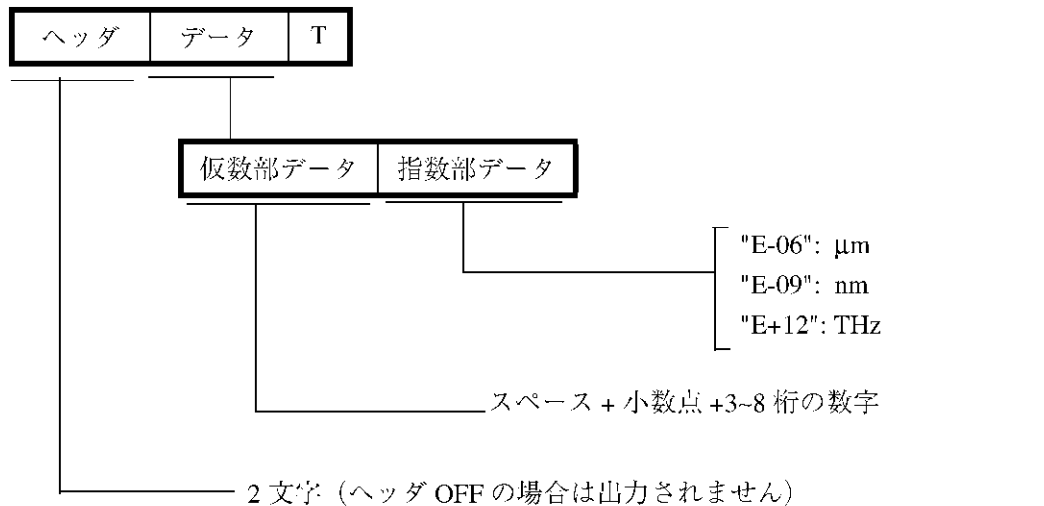 ヘッダ データ T
仮数部データ 指数部データ
"E-06": μm
"E-09": nm
"E+12": THz
スペース + 小数点 +3~8 桁の数字
2 文字（ヘッダ OFF の場合は出力されません）